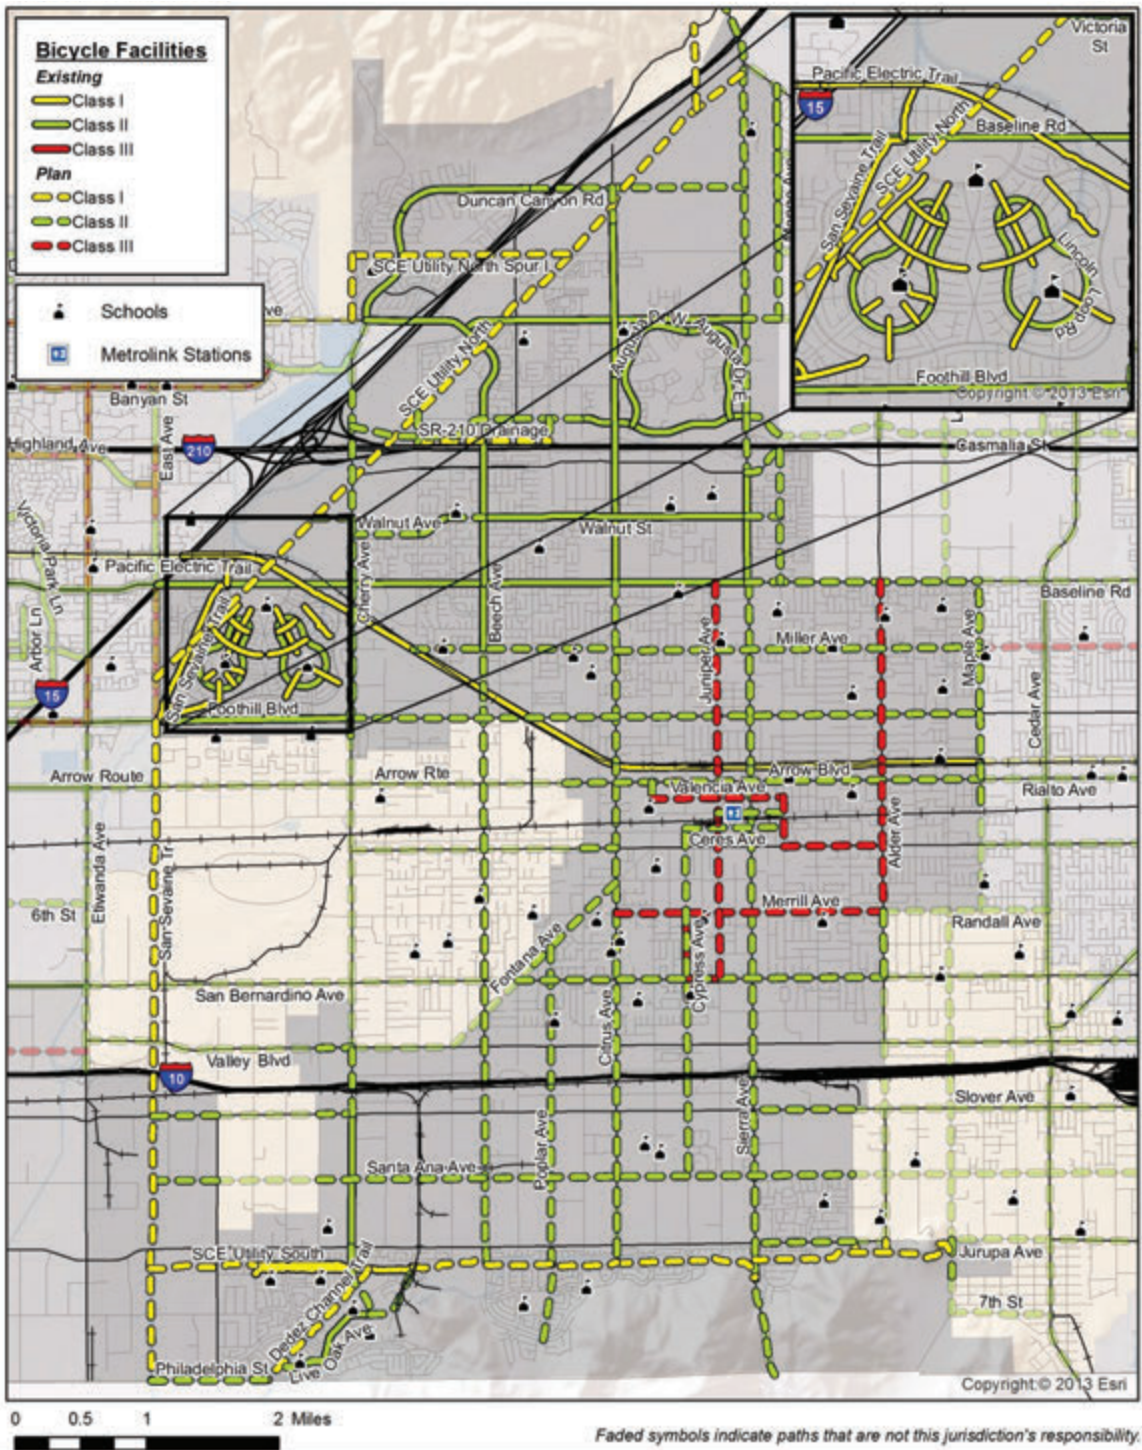 Bicycle Facilities
Existing
Class I
Class II
Class III
Plan
Class I
Class II
Class III
Schools
Metrolink Stations
Victoria
St
Pacific Electric Trail
15
Baseline Rd
SCE Utility North
San Sevaine Trail
Lincoln
Loop Rd
Foothill Blvd
Copyright © 2013 Esri
Duncan Canyon Rd
SCE Utility North Spur I
ve
Augusta Dr W
Augusta Dr E
SCE Utility North
Banyan St
SR-210 Drainage
Highland Ave
210
East Ave
Casmalia St
Victoria Park Ln
Walnut Ave
Walnut St
Pacific Electric Trail
Cherry Ave
Beech Ave
Baseline Rd
Arbor Ln
San Sevaine Trail
Juniper Ave
Miller Ave
Maple Ave
15
Foothill Blvd
Cedar Ave
Arrow Route
Arrow Rte
Arrow Blvd
Valencia Ave
Rialto Ave
Ceres Ave
Alder Ave
Etiwanda Ave
San Sevaine Tr
6th St
Merrill Ave
Randall Ave
Fontana Ave
Cypress Ave
San Bernardino Ave
Citrus Ave
Valley Blvd
10
Slover Ave
Sierra Ave
Poplar Ave
Santa Ana Ave
SCE Utility South
Jurupa Ave
Dedez Channel Trail
7th St
Philadelphia St
Live Oak Ave
Copyright:© 2013 Esri
0 0.5 1 2 Miles
Faded symbols indicate paths that are not this jurisdiction's responsibility.